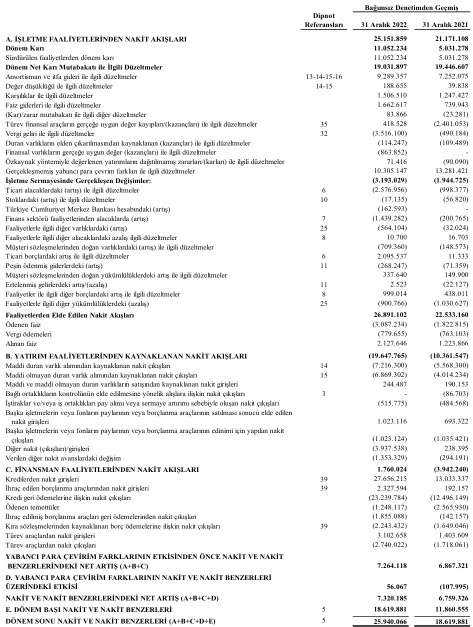 Bağımsız Denetimden Geçmiş
Dipnot
Referansları 31 Aralık 2022 31 Aralık 2021
A. İŞLETME FAALİYETLERİNDEN NAKİT AKIŞLARI 25.151.859 21.171.108
Dönem Karı 11.052.234 5.031.278
Sürdürülen faaliyetlerden dönem karı 11.052.234 5.031.278
Dönem Net Karı Mutabakatı ile İlgili Düzeltmeler 19.031.897 19.446.607
Amortisman ve itfa gideri ile ilgili düzeltmeler 13-14-15-16 9.289.357 7.252.075
Değer düşüklüğü ile ilgili düzeltmeler 14-15 188.655 39.838
Karşılıklar ile ilgili düzeltmeler 1.506.510 1.247.427
Faiz giderleri ile ilgili düzeltmeler 1.662.617 739.943
(Kar)/zarar mutabakatı ile ilgili diğer düzeltmeler 83.866 (23.281)
Türev finansal araçların gerçeğe uygun değer kayıpları/(kazançları) ile ilgili düzeltmeler 35 418.528 (2.401.053)
Vergi geliri ile ilgili düzeltmeler 32 (3.516.100) (490.184)
Duran varlıkların elden çıkarılmasından kaynaklanan (kazançlar) ile ilgili düzeltmeler (114.247) (109.489)
Finansal varlıkların gerçeğe uygun değer (kazançları) ile ilgili düzeltmeler (863.852) -
Özkaynak yöntemiyle değerlenen yatırımların dağıtılmamış zararları/(karları) ile ilgili düzeltmeler 71.416 (90.090)
Gerçekleşmemiş yabancı para çevrim farkları ile ilgili düzeltmeler 10.305.147 13.281.421
İşletme Sermayesinde Gerçekleşen Değişimler: (3.193.029) (1.944.725)
Ticari alacaklardaki (artış) ile ilgili düzeltmeler 6 (2.576.956) (998.377)
Stoklardaki (artış) ile ilgili düzeltmeler 10 (17.135) (56.820)
Türkiye Cumhuriyet Merkez Bankası hesabındaki (artış) (162.593) -
Finans sektörü faaliyetlerinden alacaklarda (artış) 7 (1.439.282) (200.765)
Faaliyetlerle ilgili diğer varlıklardaki (artış) 25 (564.104) (32.024)
Faaliyetlerle ilgili diğer alacaklardaki azalış ilgili düzeltmeler 8 10.700 16.703
Müşteri sözleşmelerinden doğan varlıklardaki (artış) ile ilgili düzeltmeler (709.360) (148.573)
Ticari borçlardaki artış ile ilgili düzeltmeler 6 2.095.537 11.333
Peşin ödenmiş giderlerdeki (artış) 11 (268.247) (71.359)
Müşteri sözleşmelerinden doğan yükümlülüklerdeki artış ile ilgili düzeltmeler 337.640 149.900
Ertelenmiş gelirlerdeki artış/(azalış) 11 2.523 (22.127)
Faaliyetler ile ilgili diğer borçlardaki artış ile ilgili düzeltmeler 8 999.014 438.011
Faaliyetlerle ilgili diğer yükümlülüklerdeki (azalış) 25 (900.766) (1.030.627)
Faaliyetlerden Elde Edilen Nakit Akışları 26.891.102 22.533.160
Ödenen faiz (3.087.234) (1.822.815)
Vergi ödemeleri (779.655) (763.103)
Alınan faiz 2.127.646 1.223.866
B. YATIRIM FAALİYETLERİNDEN KAYNAKLANAN NAKİT AKIŞLARI (19.647.765) (10.361.547)
Maddi duran varlık alımından kaynaklanan nakit çıkışları 14 (7.216.300) (5.568.300)
Maddi olmayan duran varlık alımından kaynaklanan nakit çıkışları 15 (6.869.302) (4.014.234)
Maddi ve maddi olmayan duran varlıkların satışından kaynaklanan nakit girişleri 244.487 190.153
Bağlı ortaklıkların kontrolünün elde edilmesine yönelik alışlara ilişkin nakit çıkışları 3 - (86.703)
İştirakler ve/veya iş ortaklıkları pay alımı veya sermaye artırımı sebebiyle oluşan nakit çıkışları (515.775) (484.568)
Başka işletmelerin veya fonların paylarının veya borçlanma araçlarının satılması sonucu elde edilen
nakit girişleri 1.023.116 693.322
Başka işletmelerin veya fonların paylarının veya borçlanma araçlarının edinimi için yapılan nakit
çıkışları (1.023.124) (1.035.421)
Diğer nakit (çıkışları)/girişleri (3.937.538) 238.395
Verilen diğer nakit avanslardaki değişim (1.353.329) (294.191)
C. FİNANSMAN FAALİYETLERİNDEN NAKİT AKIŞLARI 1.760.024 (3.942.240)
Kredilerden nakit girişleri 39 27.656.215 13.033.337
İhraç edilen borçlanma araçlarından nakit girişleri 39 2.327.594 192.157
Kredi geri ödemelerine ilişkin nakit çıkışları (23.239.784) (12.496.149)
Ödenen temettüler (1.248.117) (2.565.930)
İhraç edilmiş borçlanma araçları geri ödemelerinden nakit çıkışları (1.855.088) (142.157)
Kira sözleşmelerinden kaynaklanan borç ödemelerine ilişkin nakit çıkışları 39 (2.243.432) (1.649.046)
Türev araçlardan nakit girişleri 3.102.658 1.403.609
Türev araçlardan nakit çıkışları (2.740.022) (1.718.061)
YABANCI PARA ÇEVRİM FARKLARININ ETKİSİNDEN ÖNCE NAKİT VE NAKİT
BENZERLERİNDEKİ NET ARTIŞ (A+B+C) 7.264.118 6.867.321
D. YABANCI PARA ÇEVRİM FARKLARININ NAKİT VE NAKİT BENZERLERİ
ÜZERİNDEKİ ETKİSİ 56.067 (107.995)
NAKİT VE NAKİT BENZERLERİNDEKİ NET ARTIŞ (A+B+C+D) 7.320.185 6.759.326
E. DÖNEM BAŞI NAKİT VE NAKİT BENZERLERİ 5 18.619.881 11.860.555
DÖNEM SONU NAKİT VE NAKİT BENZERLERİ (A+B+C+D+E) 5 25.940.066 18.619.881